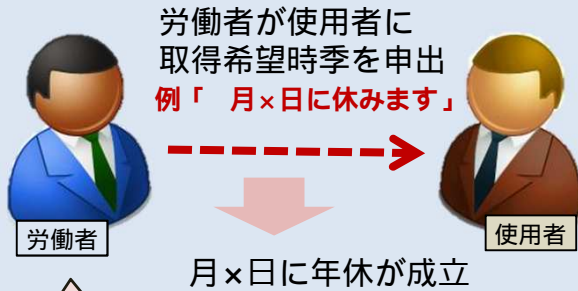 労働者が使用者に
取得希望時季を申出
例「　月×日に休みます」
労働者
使用者
月×日に年休が成立